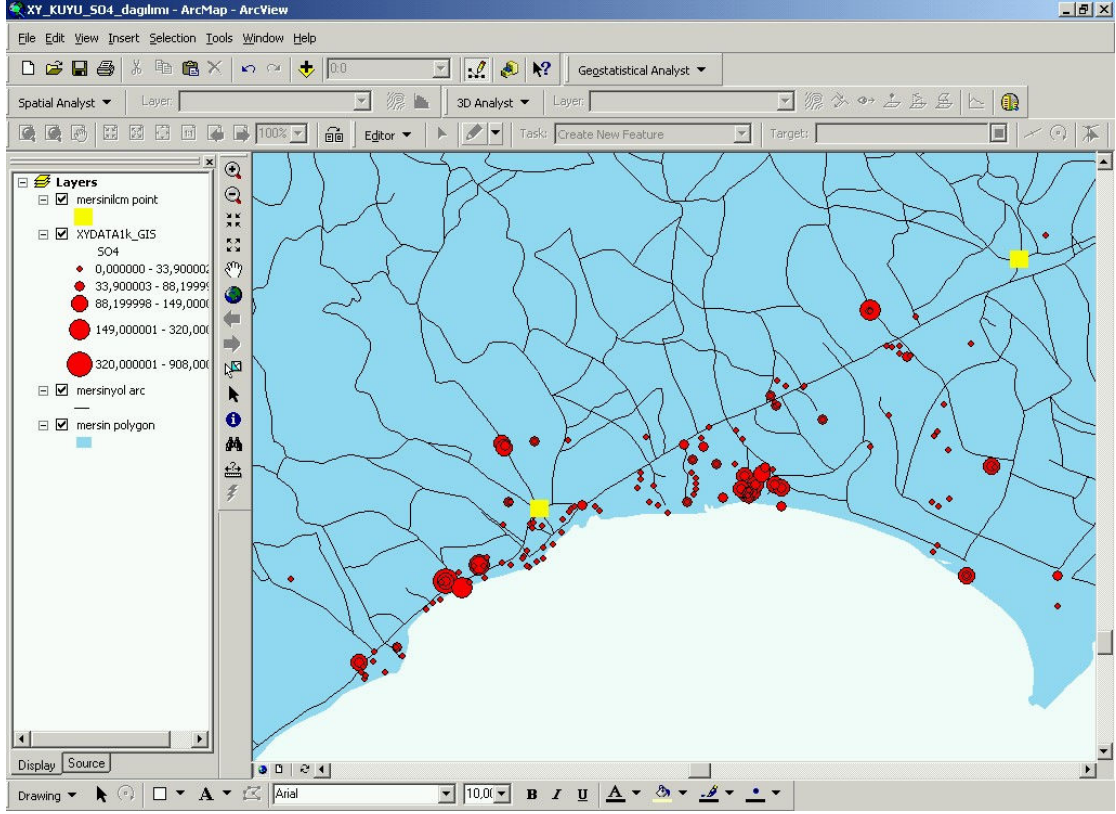 XY_KUYU_SO4_dagılımı - ArcMap - ArcView
File Edit View Insert Selection Tools Window Help
0:0 Geostatistical Analyst
Spatial Analyst Layer: 3D Analyst Layer:
100% Editor Task: Create New Feature Target:
Layers
mersinilcm point
XYDATA1k_GIS
SO4
0,000000 - 33,900002
33,900003 - 88,19999
88,199998 - 149,0000
149,000001 - 320,000
320,000001 - 908,000
mersinyol arc
mersin polygon
Display Source
Drawing A Arial 10,00 B I U A